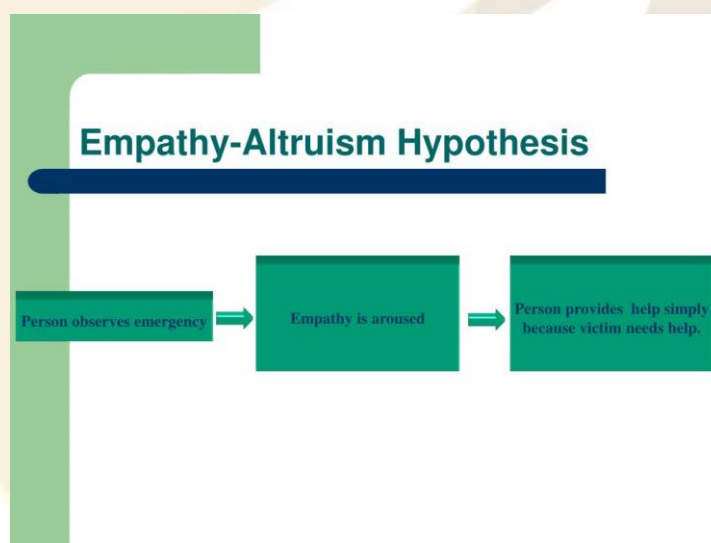 Empathy-Altruism Hypothesis
Person observes emergency
Empathy is aroused
Person provides help simply
because victim needs help.